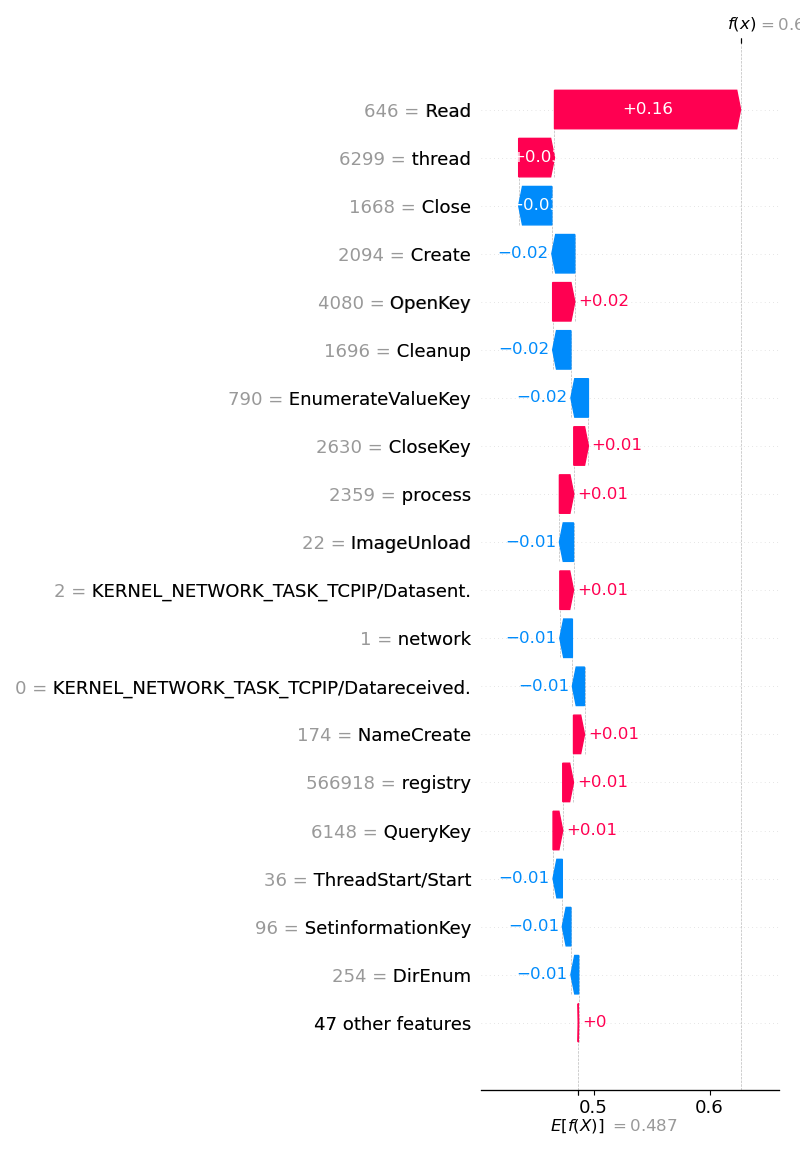 f(x) = 0.6
646 = Read
+0.16
6299 = thread
+0.03
1668 = Close
−0.03
2094 = Create
−0.02
4080 = OpenKey
+0.02
1696 = Cleanup
−0.02
790 = EnumerateValueKey
−0.02
2630 = CloseKey
+0.01
2359 = process
+0.01
22 = ImageUnload
−0.01
2 = KERNEL_NETWORK_TASK_TCPIP/Datasent.
+0.01
1 = network
−0.01
0 = KERNEL_NETWORK_TASK_TCPIP/Datareceived.
−0.01
174 = NameCreate
+0.01
566918 = registry
+0.01
6148 = QueryKey
+0.01
36 = ThreadStart/Start
−0.01
96 = SetinformationKey
−0.01
254 = DirEnum
−0.01
47 other features
+0
0.5 0.6
E[f(X)] = 0.487